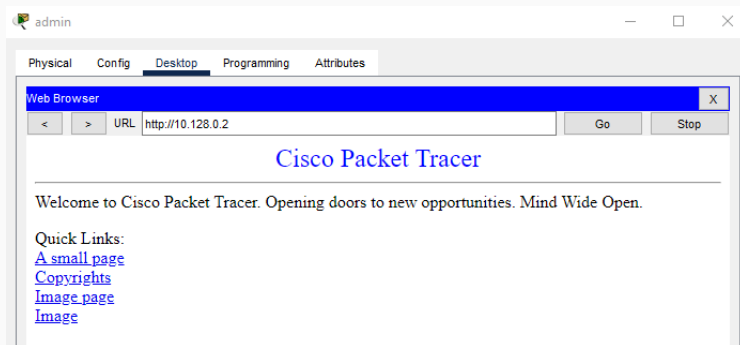 admin
Physical Config Desktop Programming Attributes
Web Browser X
< > URL http://10.128.0.2 Go Stop
Cisco Packet Tracer
Welcome to Cisco Packet Tracer. Opening doors to new opportunities. Mind Wide Open.
Quick Links:
A small page
Copyrights
Image page
Image